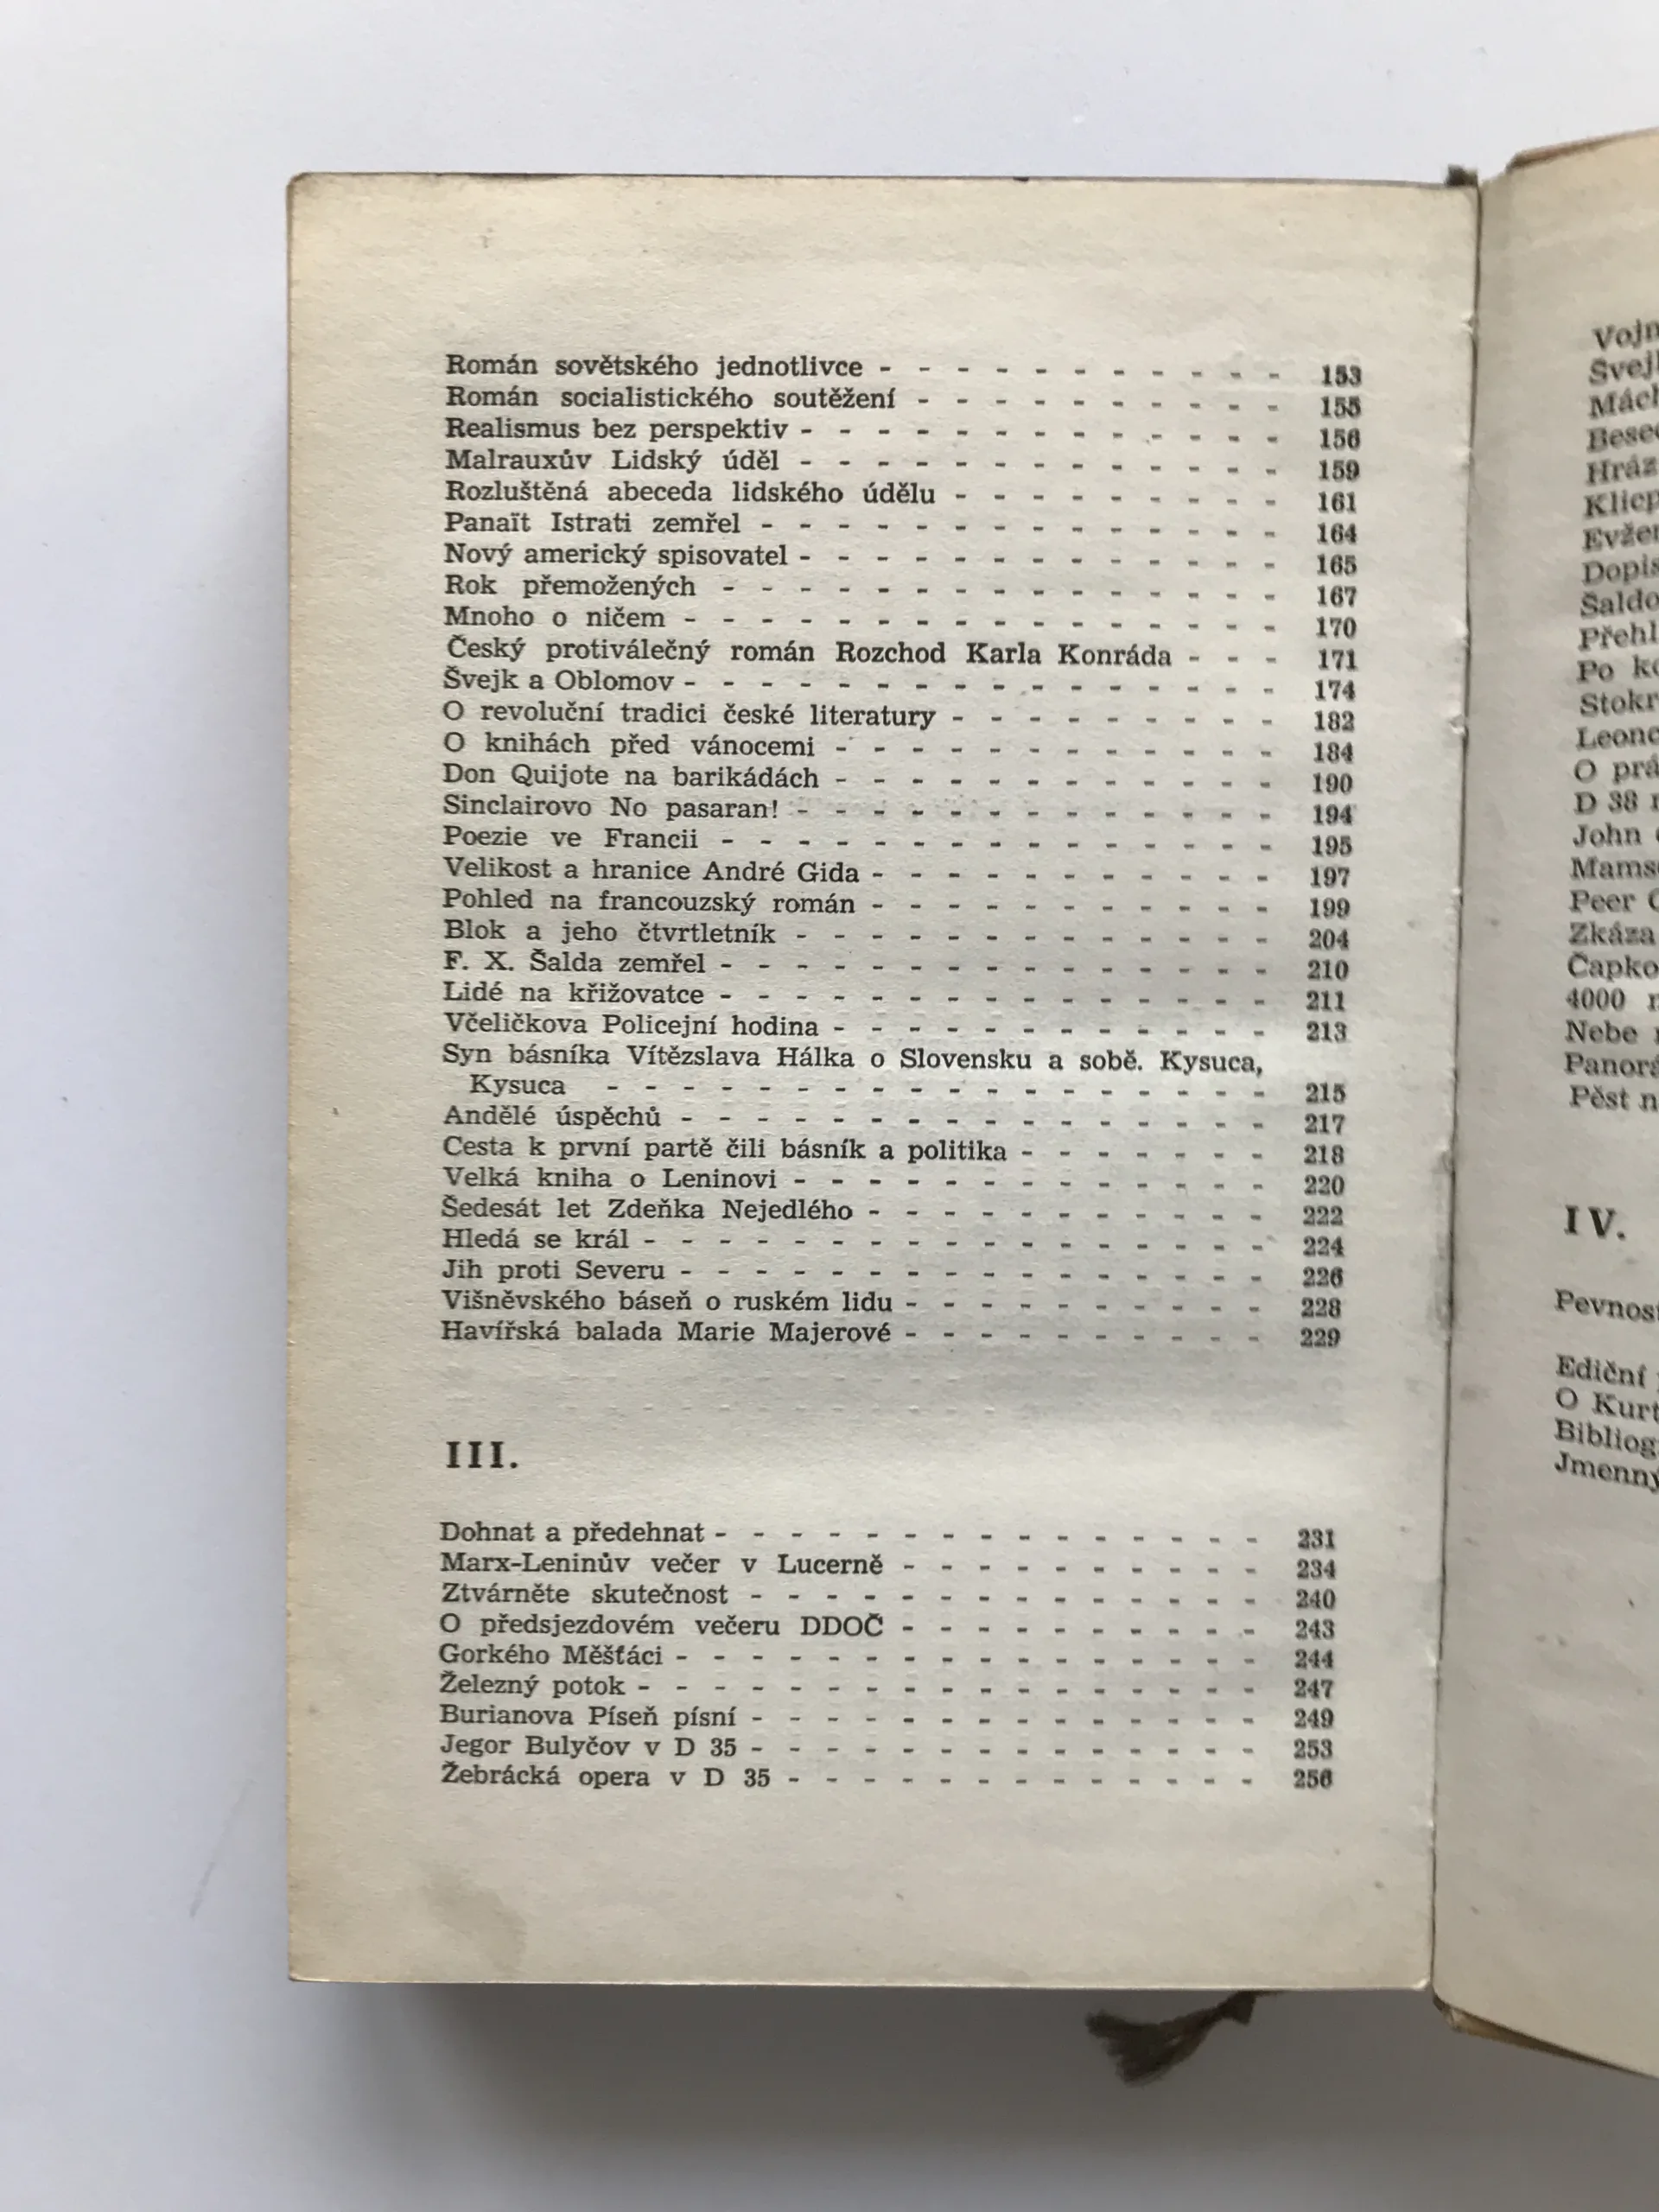 Román sovětského jednotlivce - - - - - - - - - - - 153
Román socialistického soutěžení - - - - - - - - - - 155
Realismus bez perspektiv - - - - - - - - - - - - - 156
Malrauxův Lidský úděl - - - - - - - - - - - - - 159
Rozluštěná abeceda lidského údělu - - - - - - - - - 161
Panaït Istrati zemřel - - - - - - - - - - - - - - 164
Nový americký spisovatel - - - - - - - - - - - - - 165
Rok přemožených - - - - - - - - - - - - - - - 167
Mnoho o ničem - - - - - - - - - - - - - - - - 170
Český protiválečný román Rozchod Karla Konráda - - - 171
Švejk a Oblomov - - - - - - - - - - - - - - - - 174
O revoluční tradici české literatury - - - - - - - - - 182
O knihách před vánocemi - - - - - - - - - - - - 184
Don Quijote na barikádách - - - - - - - - - - - - 190
Sinclairovo No pasaran! - - - - - - - - - - - - - 194
Poezie ve Francii - - - - - - - - - - - - - - - 195
Velikost a hranice André Gida - - - - - - - - - - - 197
Pohled na francouzský román - - - - - - - - - - - 199
Blok a jeho čtvrtletník - - - - - - - - - - - - - 204
F. X. Šalda zemřel - - - - - - - - - - - - - - - 210
Lidé na křižovatce - - - - - - - - - - - - - - - 211
Včeličkova Policejní hodina - - - - - - - - - - - - 213
Syn básníka Vítězslava Hálka o Slovensku a sobě. Kysuca,
Kysuca - - - - - - - - - - - - - - - - - - 215
Andělé úspěchů - - - - - - - - - - - - - - - - 217
Cesta k první partě čili básník a politika - - - - - - - 218
Velká kniha o Leninovi - - - - - - - - - - - - - 220
Šedesát let Zdeňka Nejedlého - - - - - - - - - - - 222
Hledá se král - - - - - - - - - - - - - - - - - 224
Jih proti Severu - - - - - - - - - - - - - - - - 226
Višněvského báseň o ruském lidu - - - - - - - - - - 228
Havířská balada Marie Majerové - - - - - - - - - - 229
III.
Dohnat a předehnat - - - - - - - - - - - - - - - 231
Marx-Leninův večer v Lucerně - - - - - - - - - - 234
Ztvárněte skutečnost - - - - - - - - - - - - - - 240
O předsjezdovém večeru DDOČ - - - - - - - - - - 243
Gorkého Měšťáci - - - - - - - - - - - - - - - - 244
Železný potok - - - - - - - - - - - - - - - - - 247
Burianova Píseň písní - - - - - - - - - - - - - - 249
Jegor Bulyčov v D 35 - - - - - - - - - - - - - - 253
Žebrácká opera v D 35 - - - - - - - - - - - - - 256
O
D 38
John
Peer
Zkáza
4000
Nebe
Pěst
IV.
Ediční
O